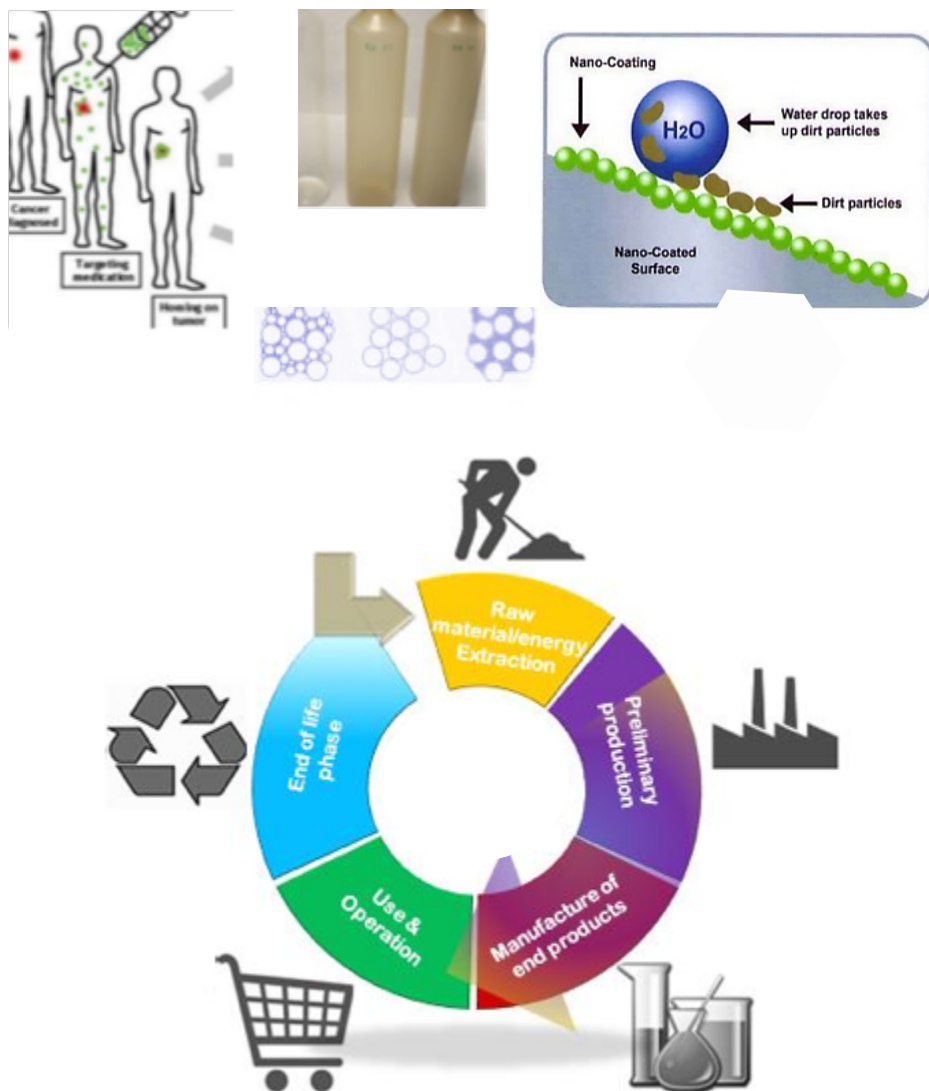 Cancer
iagnosed
Targeting
medication
Homing on
tumor
Nano-Coating
H2O
Water drop takes
up dirt particles
Dirt particles
Nano-Coated
Surface
Raw
material/energy
Extraction
Preliminary
production
Manufacture of
end products
Use &
Operation
End of life
phase